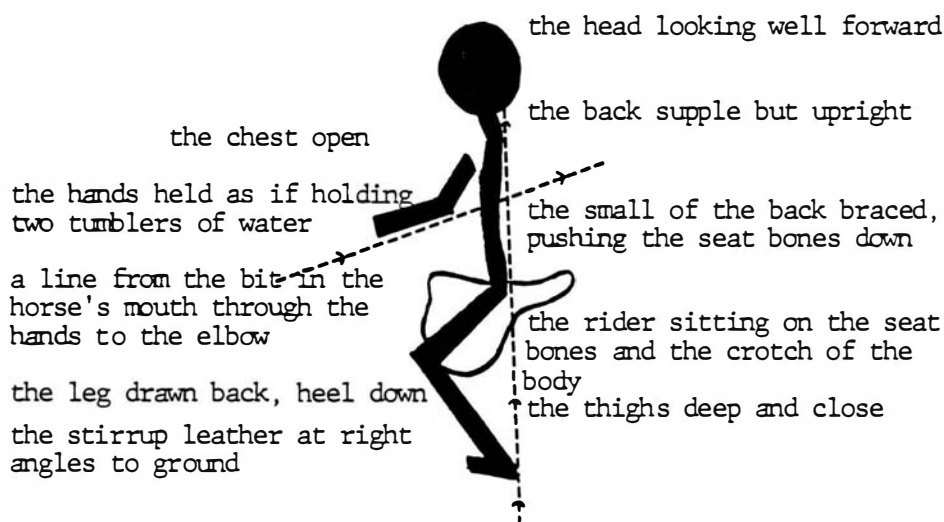 the head looking well forward
the back supple but upright
the chest open
the hands held as if holding
two tumblers of water
the small of the back braced,
pushing the seat bones down
a line from the bit in the
horse's mouth through the
hands to the elbow
the rider sitting on the seat
bones and the crotch of the
body
the leg drawn back, heel down
the thighs deep and close
the stirrup leather at right
angles to ground